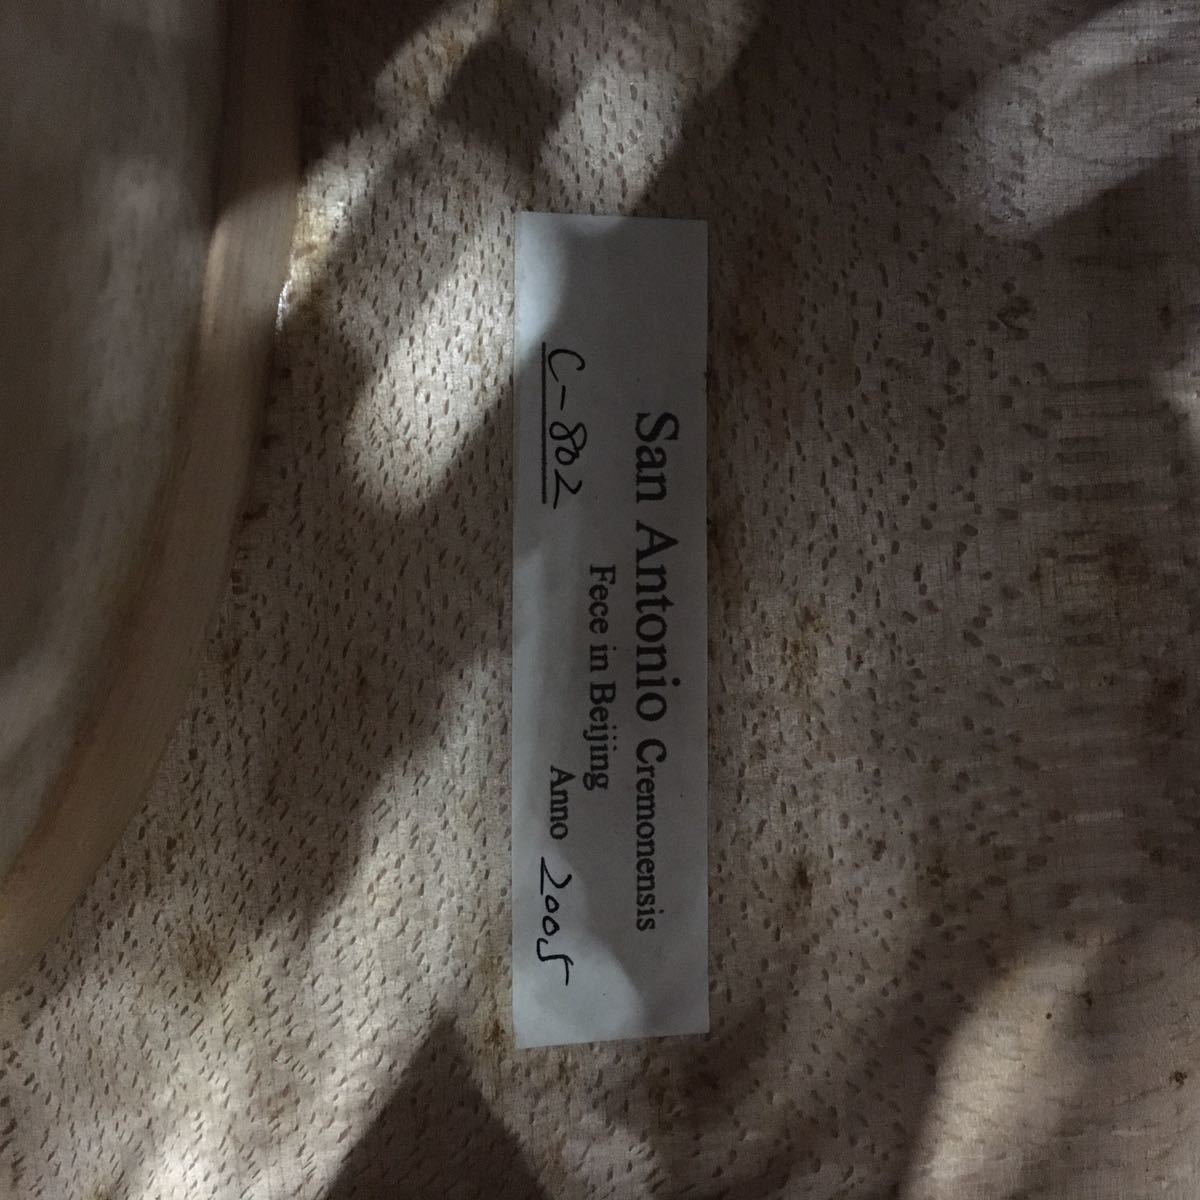 San Antonio Cremonensis
Fece in Beijing
C-802 Anno 2005